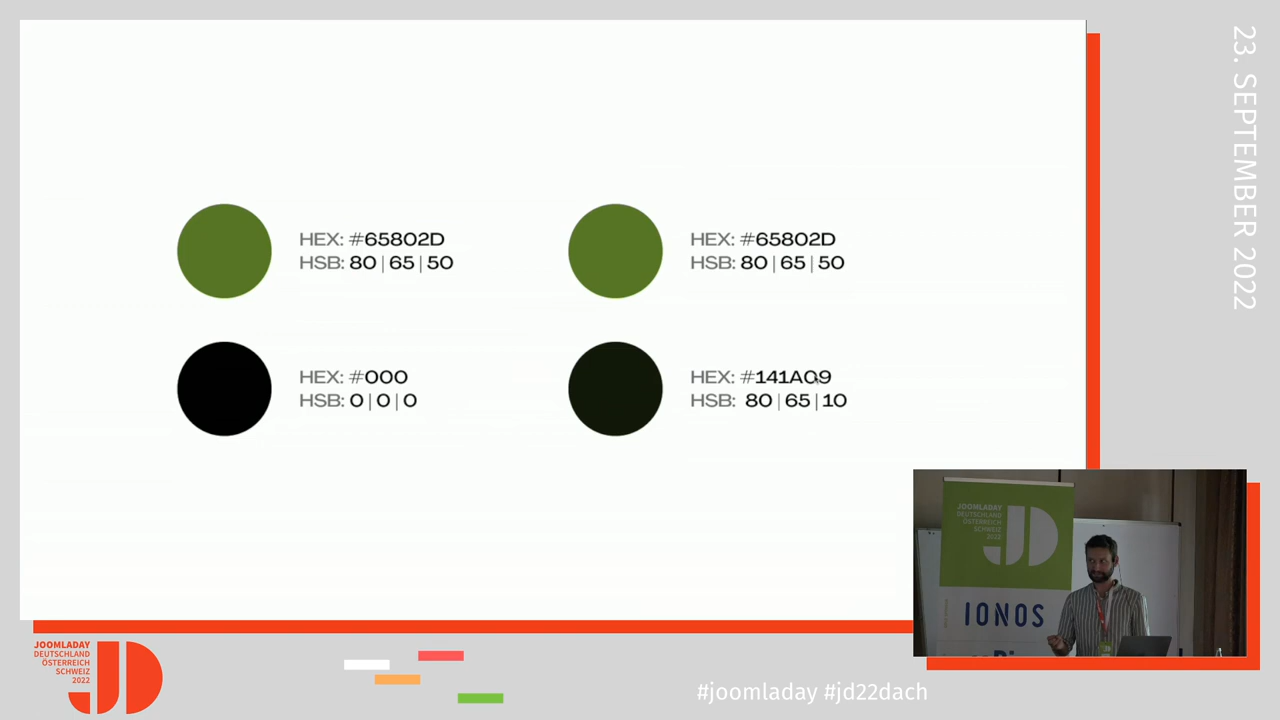 HEX: #65802D
HSB: 80 | 65 | 50
HEX: #65802D
HSB: 80 | 65 | 50
HEX: #000
HSB: 0 | 0 | 0
HEX: #141A09
HSB: 80 | 65 | 10
23. SEPTEMBER 2022
JOOMLADAY
DEUTSCHLAND
ÖSTERREICH
SCHWEIZ
2022
JD
IONOS
JOOMLADAY
DEUTSCHLAND
ÖSTERREICH
SCHWEIZ
2022
JD
#joomladay #jd22dach